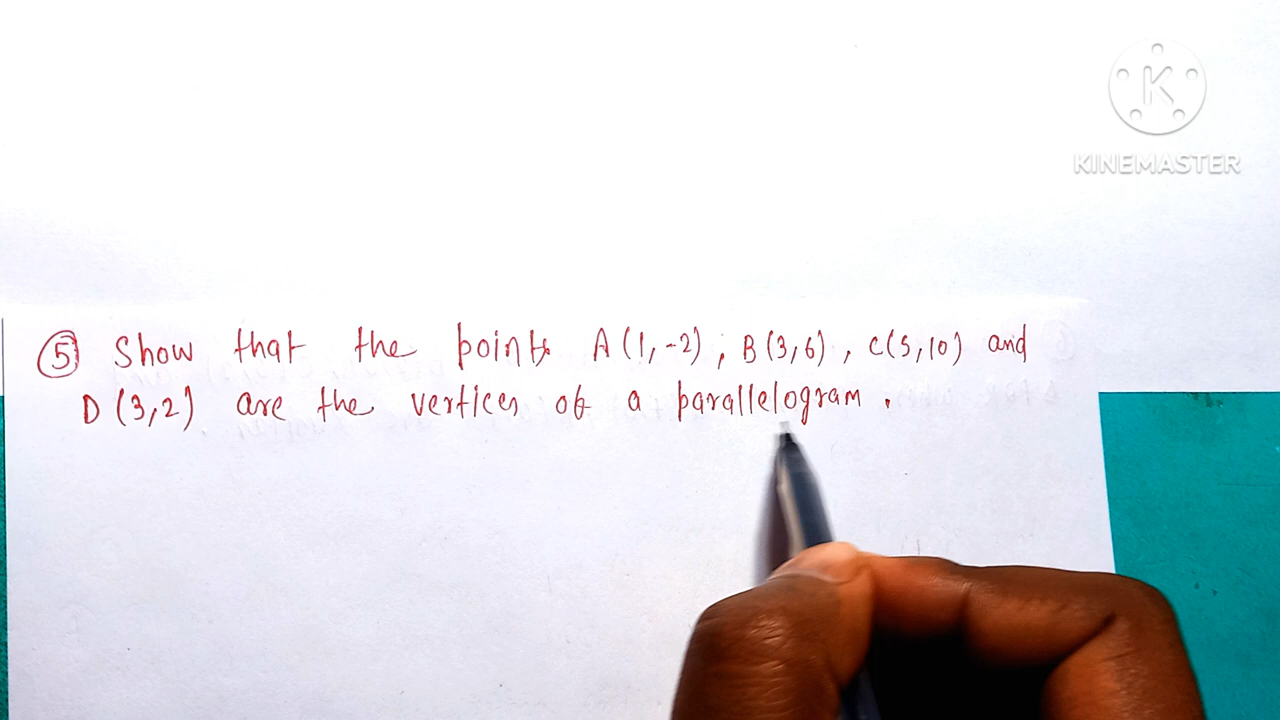 K
KINEMASTER
5 Show that the points A(1,-2), B(3,6), C(5,10) and
D(3,2) are the vertices of a parallelogram.